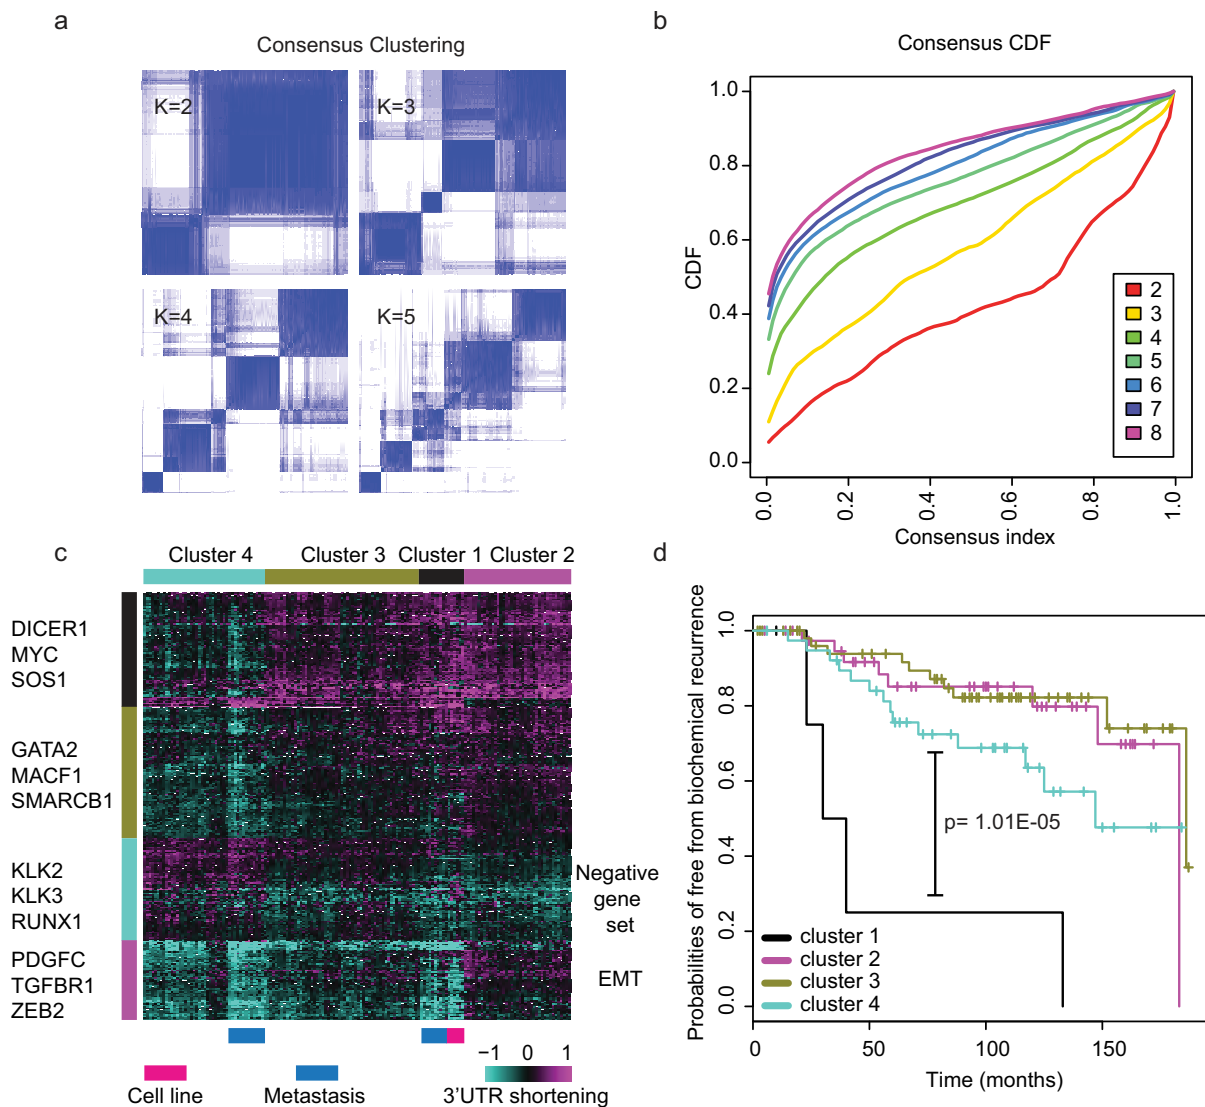 a
Consensus Clustering
K=2
K=3
K=4
K=5
b
Consensus CDF
CDF
1.0
0.8
0.6
0.4
0.2
0.0
2
3
4
5
6
7
8
0.0
0.2
0.4
0.6
0.8
1.0
Consensus index
c
Cluster 4
Cluster 3
Cluster 1
Cluster 2
DICER1
MYC
SOS1
GATA2
MACF1
SMARCB1
KLK2
KLK3
RUNX1
PDGFC
TGFBR1
ZEB2
Negative
gene
set
EMT
Cell line
Metastasis
−1 0 1
3'UTR shortening
d
Probabilities of free from biochemical recurrence
1.0
0.8
0.6
0.4
0.2
0.0
p= 1.01E-05
cluster 1
cluster 2
cluster 3
cluster 4
0
50
100
150
Time (months)